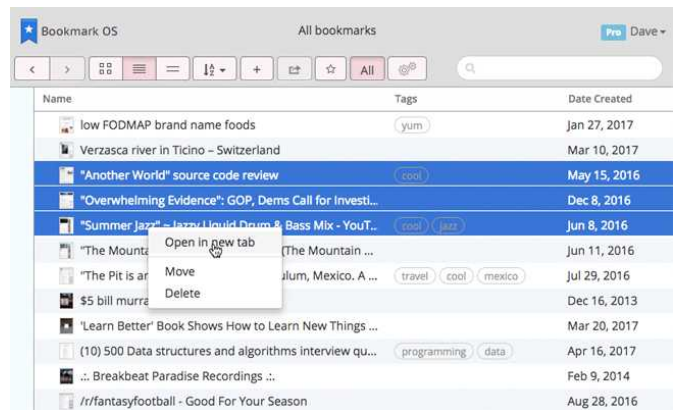 Bookmark OS All bookmarks Pro Dave
All
Name Tags Date Created
low FODMAP brand name foods yum Jan 27, 2017
Verzasca river in Ticino – Switzerland Mar 10, 2017
"Another World" source code review cool May 15, 2016
"Overwhelming Evidence": GOP, Dems Call for Investi... Dec 8, 2016
"Summer Jazz" ~ Jazzy Liquid Drum & Bass Mix - YouT.. cool jazz Jun 8, 2016
Open in new tab
"The Mounta (The Mountain ... Jun 11, 2016
Move
"The Pit is ar ulum, Mexico. A ... travel cool mexico Jul 29, 2016
Delete
$5 bill murra Dec 16, 2013
'Learn Better' Book Shows How to Learn New Things ... Mar 20, 2017
(10) 500 Data structures and algorithms interview qu... programming data Apr 16, 2017
.:. Breakbeat Paradise Recordings .:. Feb 9, 2014
/r/fantasyfootball - Good For Your Season Aug 28, 2016